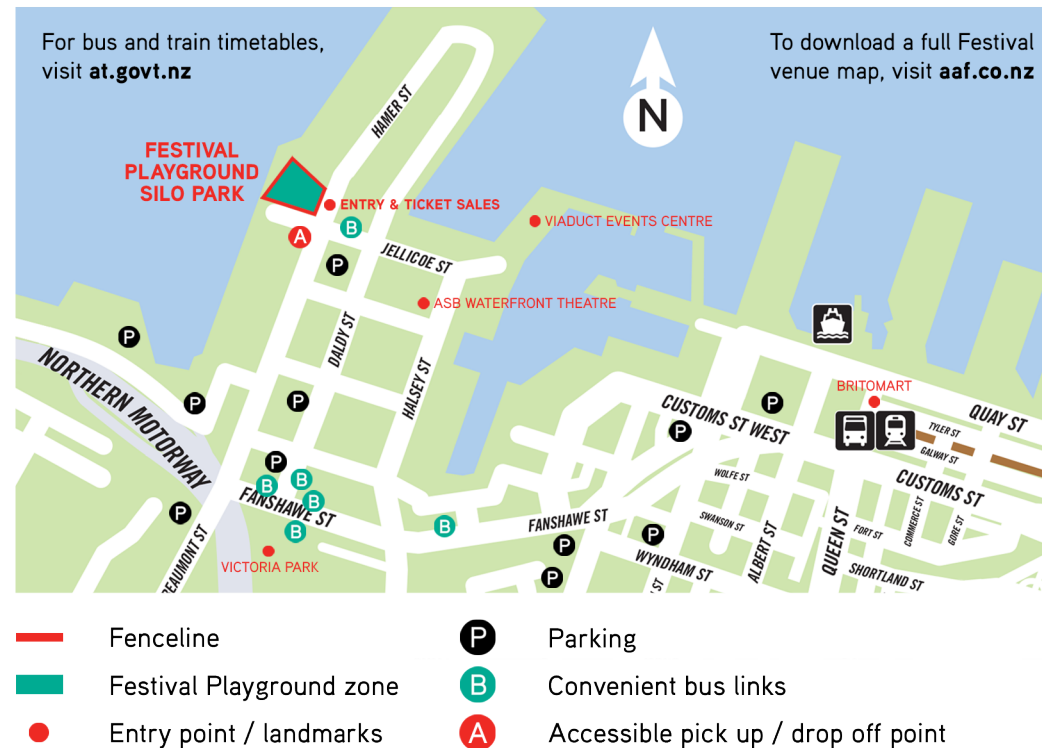 For bus and train timetables,
visit at.govt.nz
To download a full Festival
venue map, visit aaf.co.nz
N
HAMER ST
FESTIVAL
PLAYGROUND
SILO PARK
ENTRY & TICKET SALES
A
B
VIADUCT EVENTS CENTRE
JELLICOE ST
P
ASB WATERFRONT THEATRE
P
DALDY ST
HALSEY ST
NORTHERN MOTORWAY
P
P
BRITOMART
P
CUSTOMS ST WEST
P
QUAY ST
TYLER ST
GALWAY ST
P
B
B
B
B
FANSHAWE ST
B
FANSHAWE ST
WOLFE ST
CUSTOMS ST
P
SWANSON ST
COMMERCE ST
GORE ST
FORT ST
P
P
WYNDHAM ST
ALBERT ST
QUEEN ST
SHORTLAND ST
VICTORIA PARK
BEAUMONT ST
P
ST
Fenceline
P Parking
Festival Playground zone
B Convenient bus links
Entry point / landmarks
A Accessible pick up / drop off point